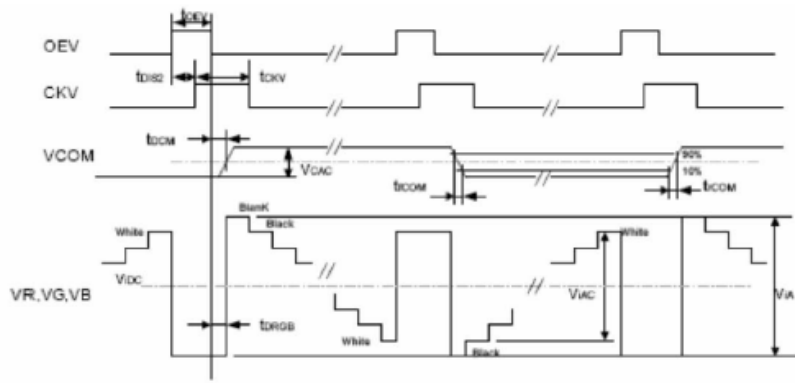 tOEV
OEV
tDIS2
tCKV
CKV
tDCM
VCOM
VCAC
90%
10%
tfCOM
trCOM
BlanK
Black
White
White
ViDC
VR,VG,VB
ViAC
ViA
tDRGB
White
Black